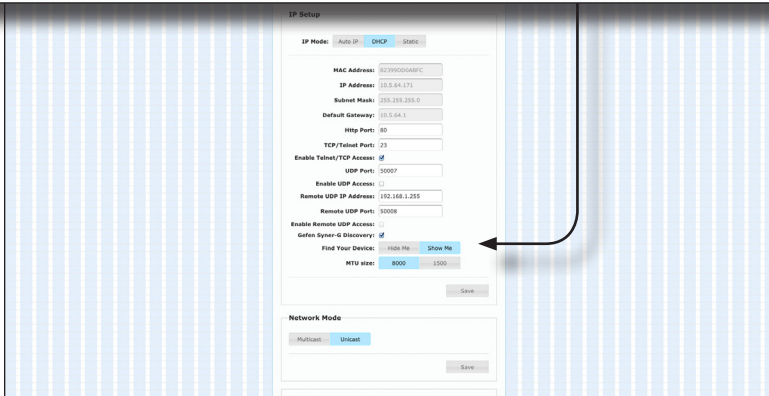 IP Setup
IP Mode: Auto IP DHCP Static
MAC Address:
IP Address: 10.5.64.171
Subnet Mask: 255.255.255.0
Default Gateway: 10.5.64.1
Http Port: 80
TCP/Telnet Port: 23
Enable Telnet/TCP Access:
UDP Port: 50007
Enable UDP Access:
Remote UDP IP Address: 192.168.1.255
Remote UDP Port: 50008
Enable Remote UDP Access:
Gefen Syner-G Discovery:
Find Your Device: Hide Me Show Me
MTU size: 8000 1500
Save
Network Mode
Multicast Unicast
Save